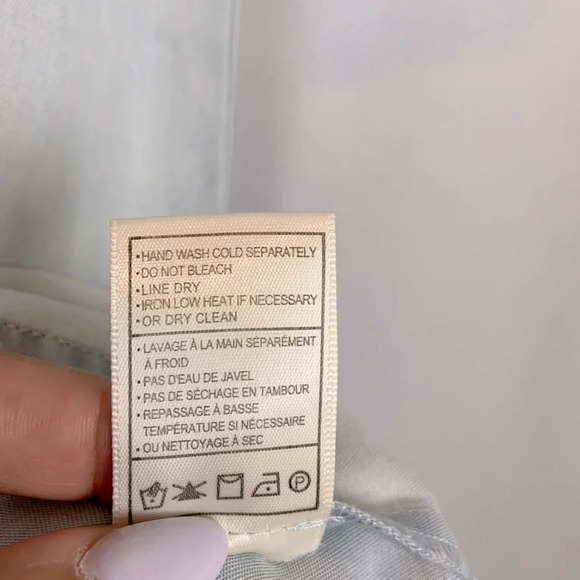 •HAND WASH COLD SEPARATELY
•DO NOT BLEACH
•LINE DRY
•IRON LOW HEAT IF NECESSARY
•OR DRY CLEAN
•LAVAGE À LA MAIN SÉPARÉMENT
À FROID
•PAS D'EAU DE JAVEL
•PAS DE SÉCHAGE EN TAMBOUR
•REPASSAGE À BASSE
TEMPÉRATURE SI NÉCESSAIRE
•OU NETTOYAGE À SEC
P